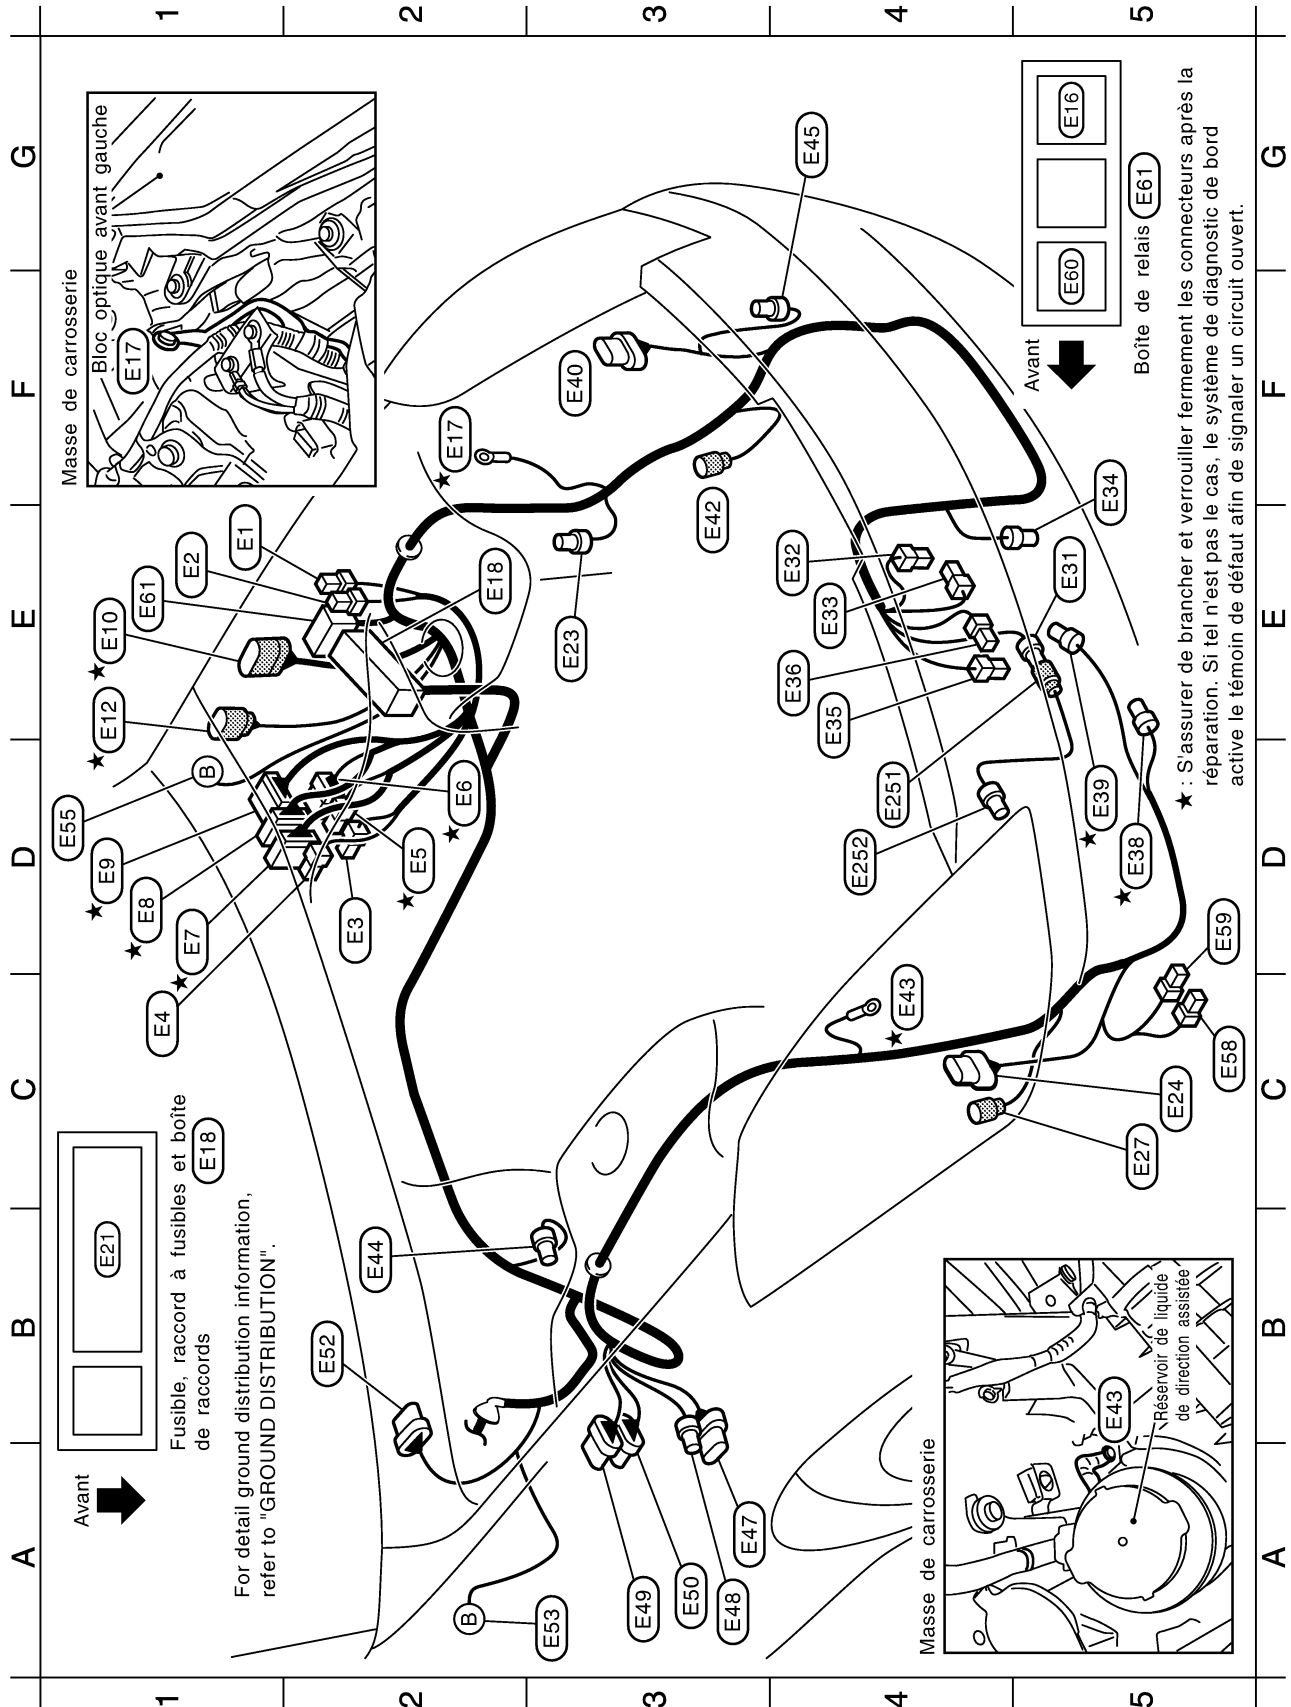 1
2
3
4
5
G
F
E
D
C
B
A
G
F
E
D
C
B
A
1
2
3
4
5
Masse de carrosserie
Bloc optique avant gauche
E17
E1
E2
E61
E10
★
E12
★
E55
B
E9
★
E8
★
E7
★
E4
E3
E5
★
E6
★
E18
E17
★
E23
E40
E42
E45
E32
E33
E36
E35
E34
E31
E251
E252
E39
★
E38
★
E59
E58
E43
★
E24
E27
E44
E52
E49
E50
E48
E47
B
E53
E16
E60
Boîte de relais
E61
Avant
★ : S'assurer de brancher et verrouiller fermement les connecteurs après la
réparation. Si tel n'est pas le cas, le système de diagnostic de bord
active le témoin de défaut afin de signaler un circuit ouvert.
E21
Avant
Fusible, raccord à fusibles et boîte
de raccords
E18
For detail ground distribution information,
refer to "GROUND DISTRIBUTION".
Masse de carrosserie
E43
Réservoir de liquide
de direction assistée